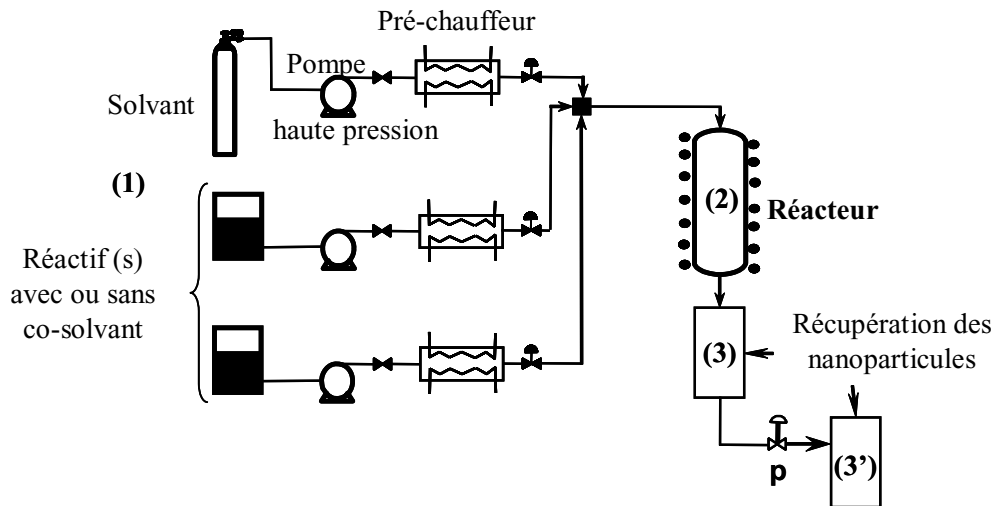 Pré-chauffeur
Pompe
haute pression
Solvant
(1)
Réactif (s)
avec ou sans
co-solvant
(2)
Réacteur
(3)
Récupération des
nanoparticules
p
(3’)